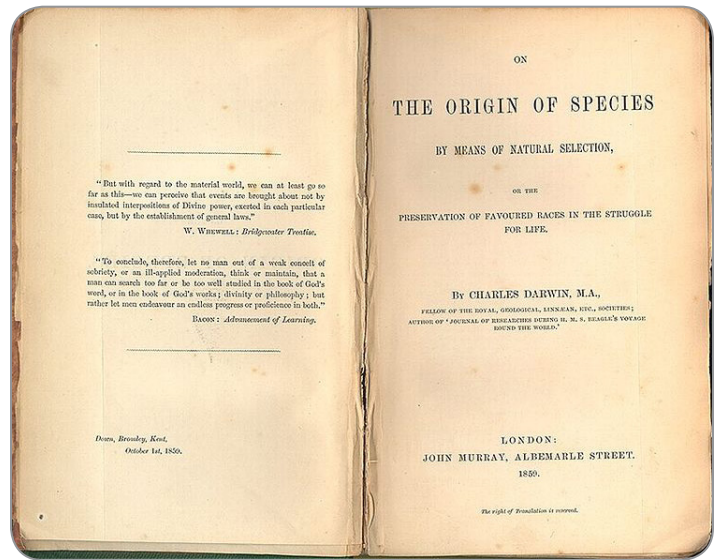 "But with regard to the material world, we can at least go so
far as this—we can perceive that events are brought about not by
insulated interpositions of Divine power, exerted in each particular
case, but by the establishment of general laws."
W. WHEWELL: Bridgewater Treatise.
"To conclude, therefore, let no man out of a weak conceit of
sobriety, or an ill-applied moderation, think or maintain, that a
man can search too far or be too well studied in the book of God's
word, or in the book of God's works; divinity or philosophy; but
rather let men endeavour an endless progress or proficience in both."
BACON: Advancement of Learning.
Down, Bromley, Kent,
October 1st, 1859.
ON
THE ORIGIN OF SPECIES
BY MEANS OF NATURAL SELECTION,
OR THE
PRESERVATION OF FAVOURED RACES IN THE STRUGGLE
FOR LIFE.
BY CHARLES DARWIN, M.A.,
FELLOW OF THE ROYAL, GEOLOGICAL, LINNÆAN, ETC., SOCIETIES;
AUTHOR OF 'JOURNAL OF RESEARCHES DURING H. M. S. BEAGLE'S VOYAGE
ROUND THE WORLD.'
LONDON:
JOHN MURRAY, ALBEMARLE STREET.
1859.
The right of Translation is reserved.